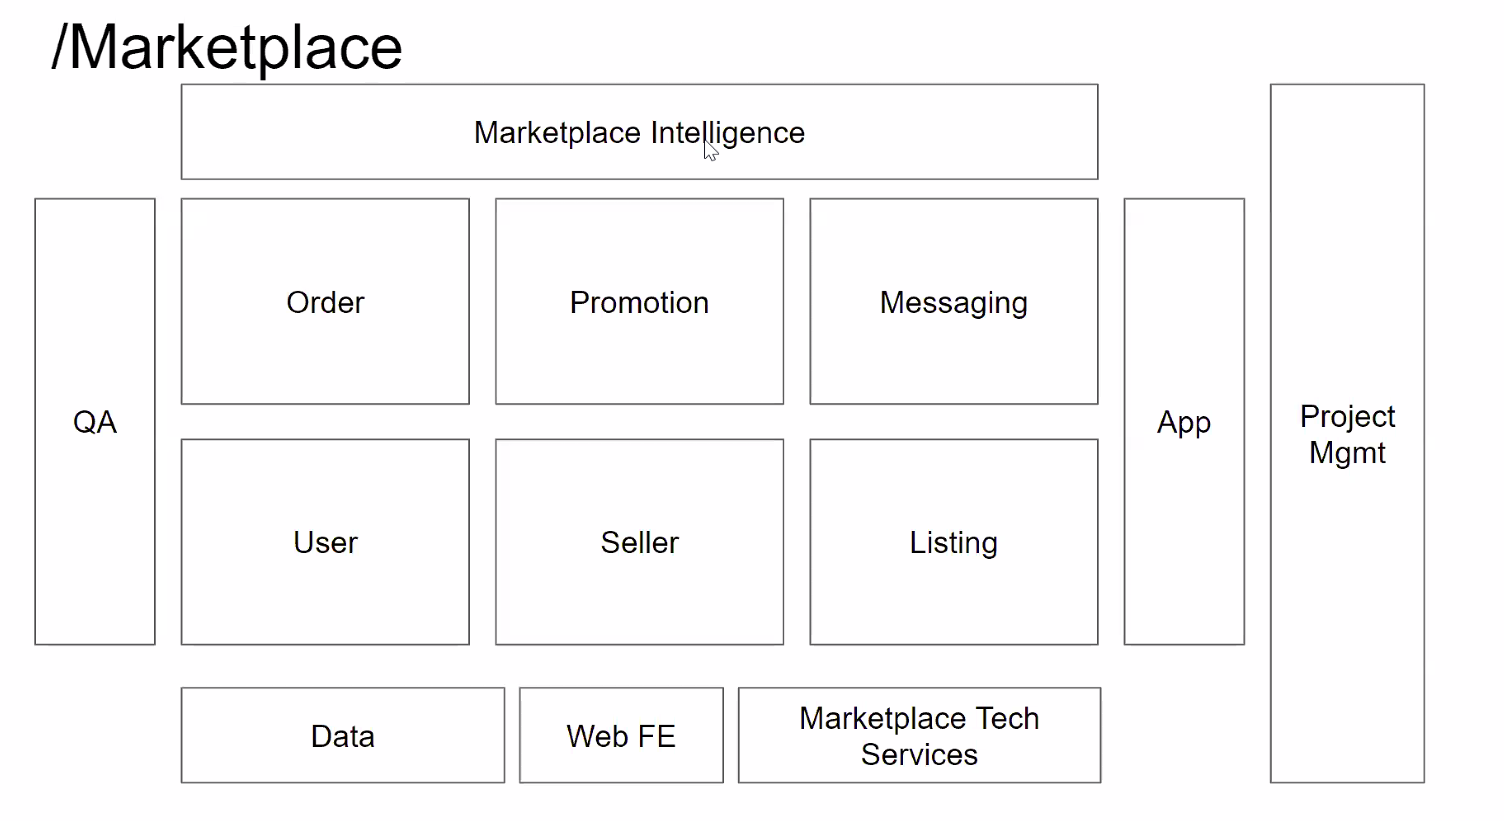 /Marketplace
Marketplace Intelligence
Order
Promotion
Messaging
QA
App
Project
Mgmt
User
Seller
Listing
Data
Web FE
Marketplace Tech
Services